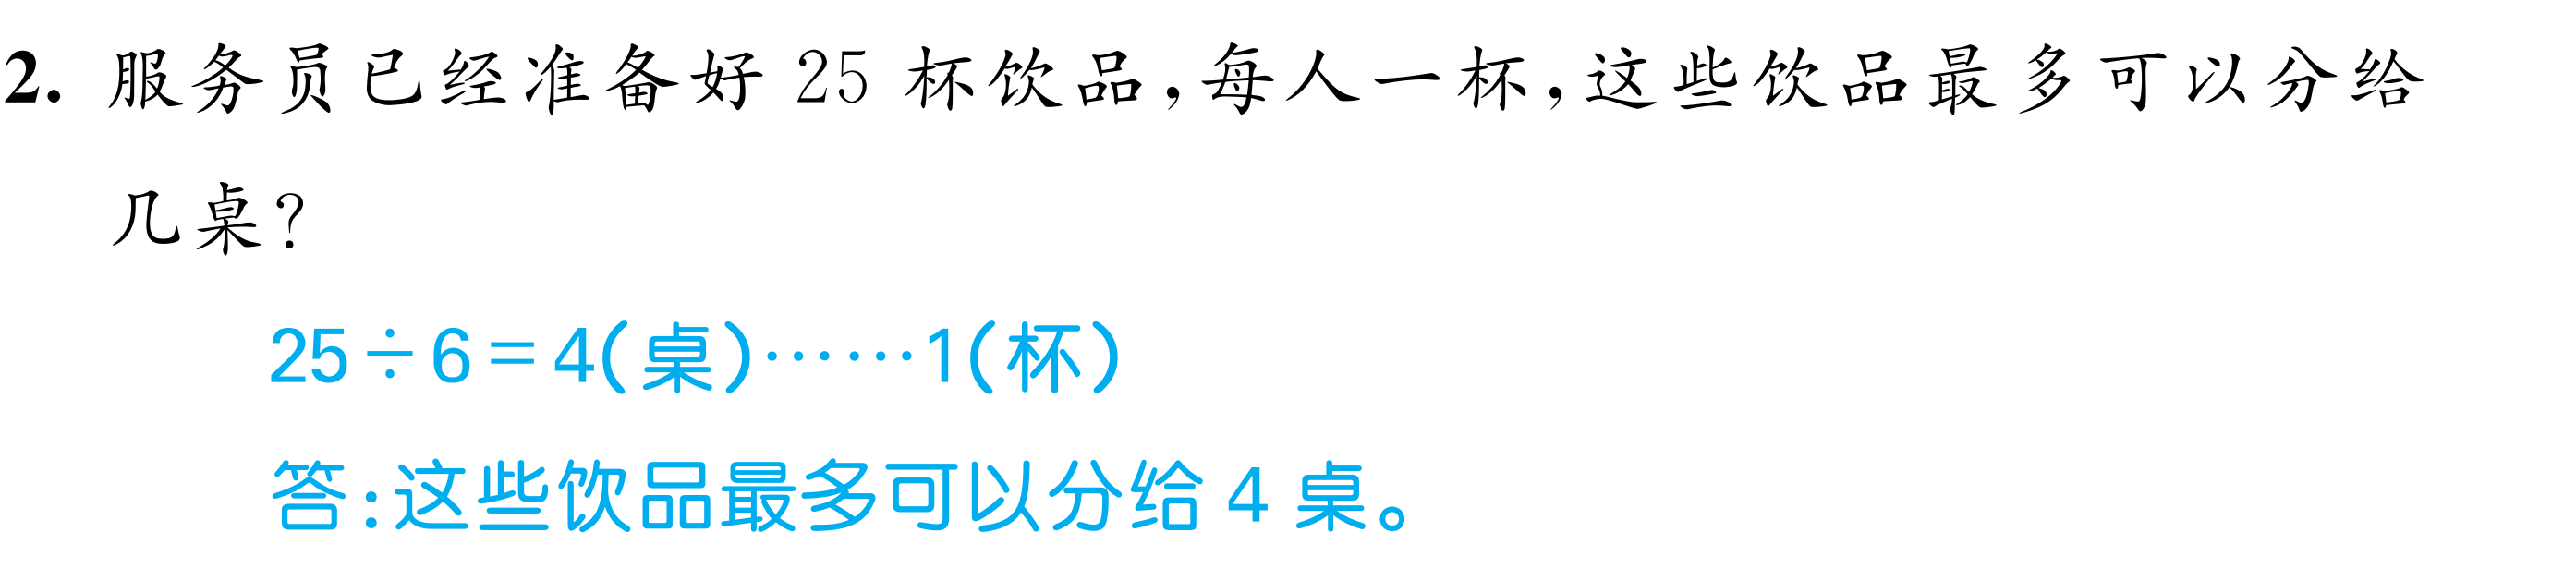 2. 服务员已经准备好 25 杯饮品,每人一杯,这些饮品最多可以分给
几桌?
25÷6=4(桌)……1(杯)
答:这些饮品最多可以分给 4 桌。